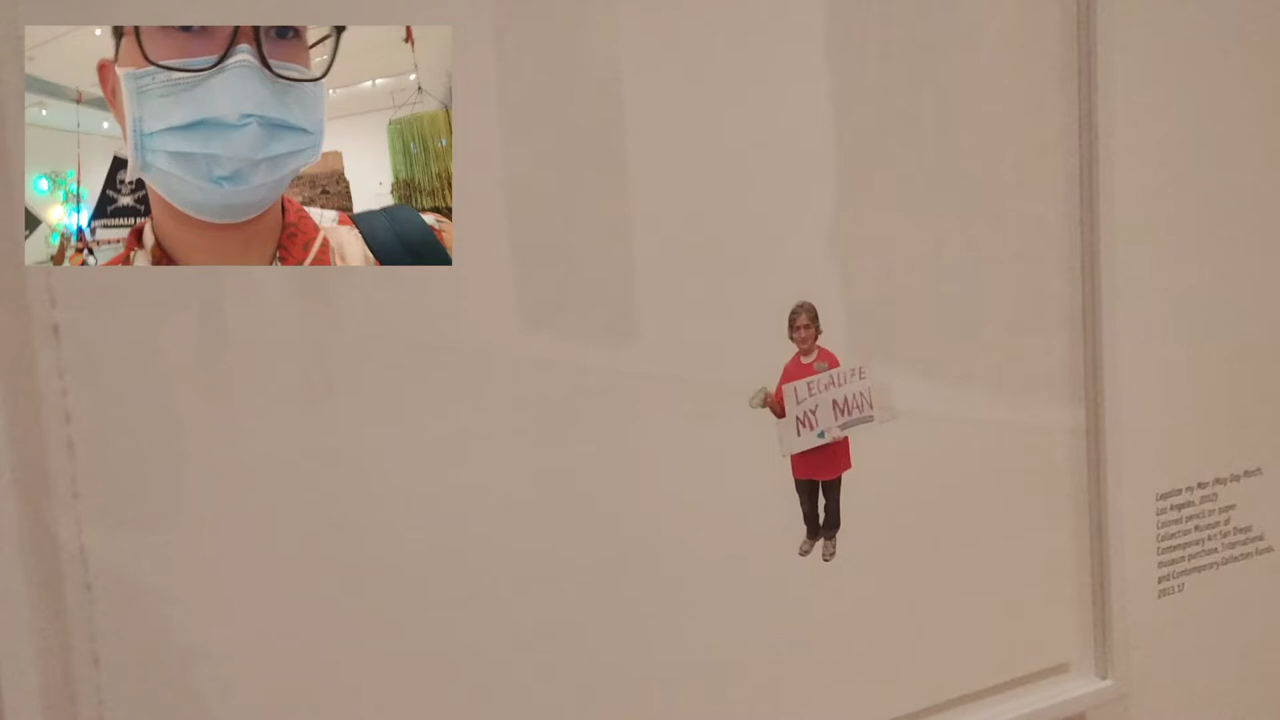 LEGALIZE
MY MAN
Legalize my Man (May Day March,
Los Angeles, 2012)
Colored pencil on paper
Collection Museum of
Contemporary Art San Diego,
museum purchase, International
and Contemporary Collectors Funds
2013.17